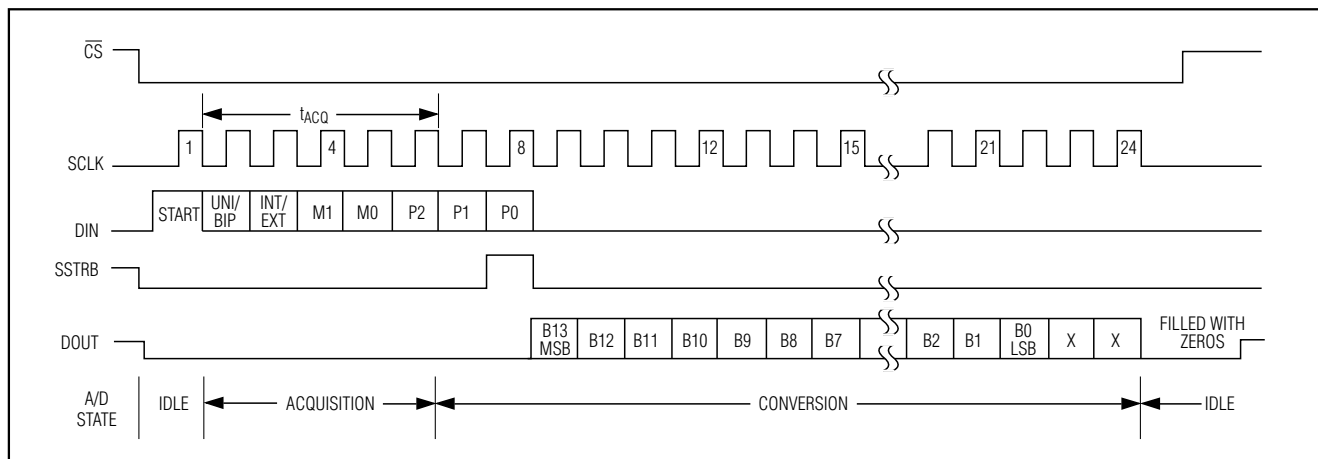 CS
tACQ
1 4 8 12 15 21 24
SCLK
START UNI/BIP INT/EXT M1 M0 P2 P1 P0
DIN
SSTRB
B13 MSB B12 B11 B10 B9 B8 B7 B2 B1 B0 LSB X X FILLED WITH ZEROS
DOUT
A/D STATE IDLE ACQUISITION CONVERSION IDLE